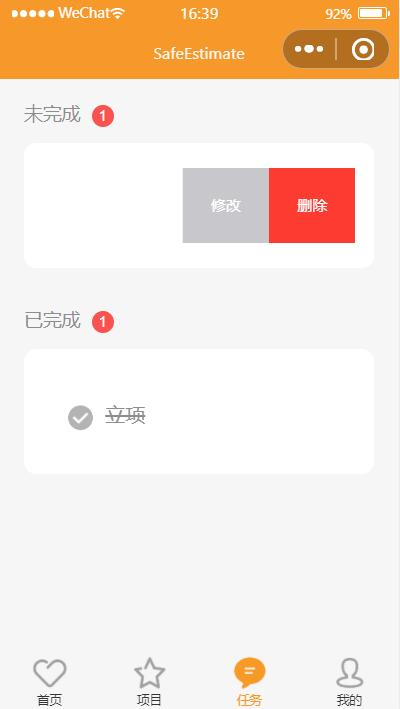 WeChat 16:39 92%
SafeEstimate
未完成 1
修改 删除
已完成 1
立项
首页 项目 任务 我的